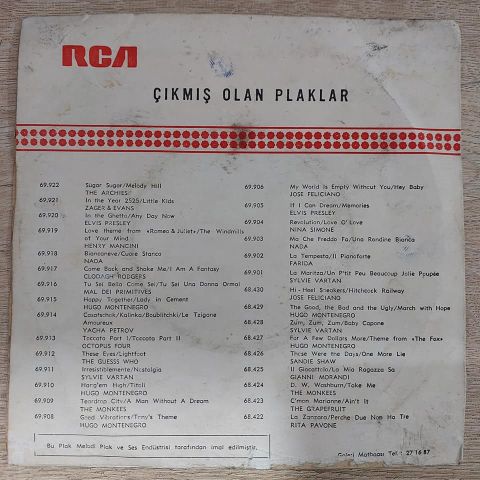 RCA
ÇIKMIŞ OLAN PLAKLAR
69.922 Sugar Sugar/Melody Hill
THE ARCHIES
69.921 In the Year 2525/Little Kids
ZAGER & EVANS
69.920 In the Ghetto/Any Day Now
ELVIS PRESLEY
69.919 Love theme from «Romeo & Juliet»/The Windmills
of Your Mind
HENRY MANCINI
69.918 Bianconeve/Cuore Stanco
NADA
69.917 Come Back and Shake Me/I Am A Fantasy
CLODAGH RODGERS
69.916 Tu Sei Bella Come Sei/Tu Sei Una Donna Ormai
MAL DEI PRIMITIVES
69.915 Happy Together/Lady in Cement
HUGO MONTENEGRO
69.914 Casatschok/Kalinka/Boublitchki/Le Taigone
Amoureux
YACHA PETROV
69.913 Toccata Part I/Toccata Part II
OCTOPUS FOUR
69.912 These Eyes/Lightfoot
THE GUESSS WHO
69.911 Irresistiblement/Nostalgia
SYLVIE VARTAN
69.910 Hang'em High/Titoli
HUGO MONTENEGRO
69.909 Teardrop City/A Man Without A Dream
THE MONKEES
69.908 Good Vibrations/Tony's Theme
HUGO MONTENEGRO
69.906 My World Is Empty Without You/Hey Baby
JOSE FELICIANO
69.905 If I Can Dream/Memories
ELVIS PRESLEY
69.904 Revolution/Love O' Love
NINA SIMONE
69.903 Ma Che Freddo Fa/Una Rondine Bianca
NADA
69.902 La Tempesta/Il Pianoforte
FARIDA
69.901 La Maritza/Un P'tit Peu Beaucoup Jolie Poupée
SYLVIE VARTAN
68.430 Hi-Heel Sneakers/Hitchcock Railway
JOSE FELICIANO
68.429 The Good, the Bad and the Ugly/March with Hope
HUGO MONTENEGRO
68.428 Zum, Zum, Zum/Baby Capone
SYLVIE VARTAN
68.427 For A Few Dollars More/Theme from «The Fox»
HUGO MONTENEGRO
68.426 Those Were the Days/One More Lie
SANDIE SHAW
68.425 Il Giocattolo/La Mia Ragazza Sa
GIANNI MORANDI
68.424 D. W. Washburn/Take Me
THE MONKEES
68.423 C'mon Marianne/Ain't It
THE GRAPEFRUIT
68.422 La Zanzara/Perche Due Non Ho Tre
RITA PAVONE
Bu Plak Melodi Plak ve Ses Endüstrisi tarafından imal edilmiştir.
Matbaası Tel.: 27 16 87